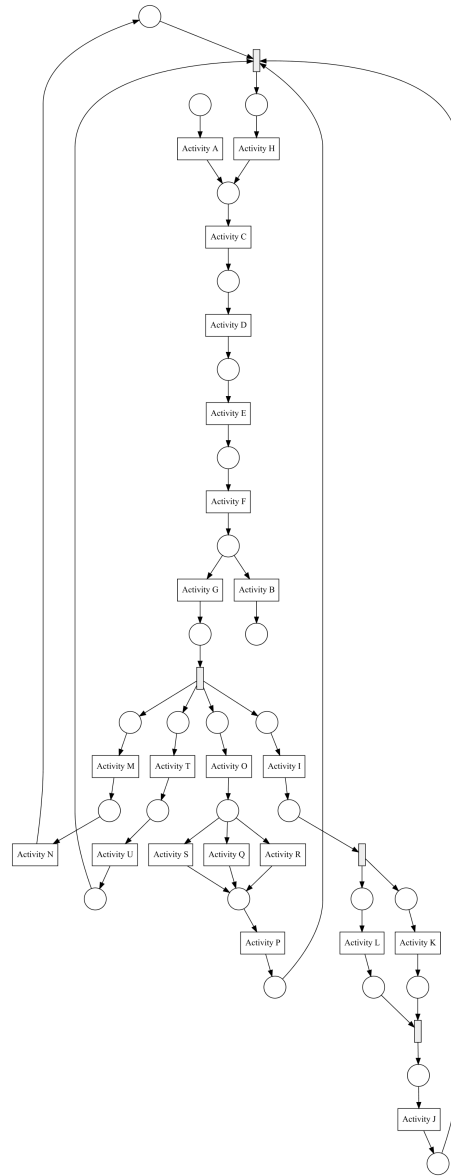 Activity A
Activity H
Activity C
Activity D
Activity E
Activity F
Activity G
Activity B
Activity M
Activity T
Activity O
Activity I
Activity N
Activity U
Activity S
Activity Q
Activity R
Activity P
Activity L
Activity K
Activity J